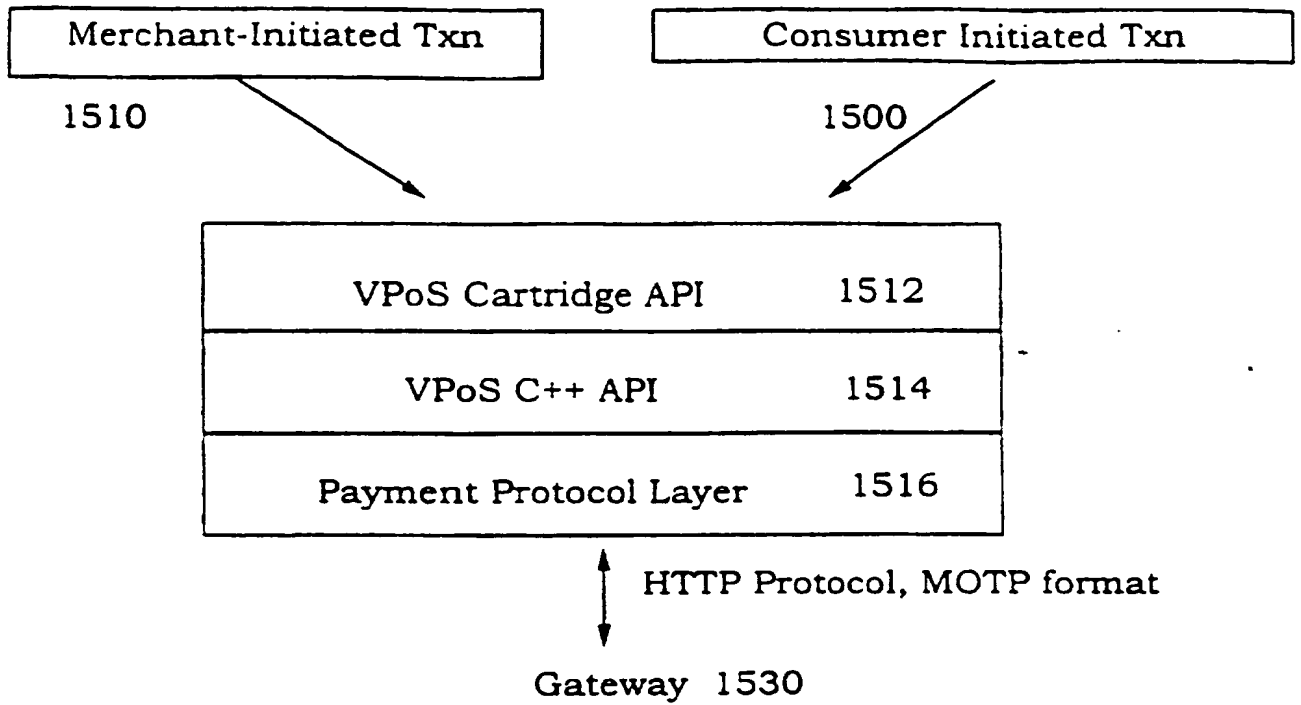 Merchant-Initiated Txn
Consumer Initiated Txn
1510
1500
VPoS Cartridge API 1512
VPoS C++ API 1514
Payment Protocol Layer 1516
HTTP Protocol, MOTP format
Gateway 1530